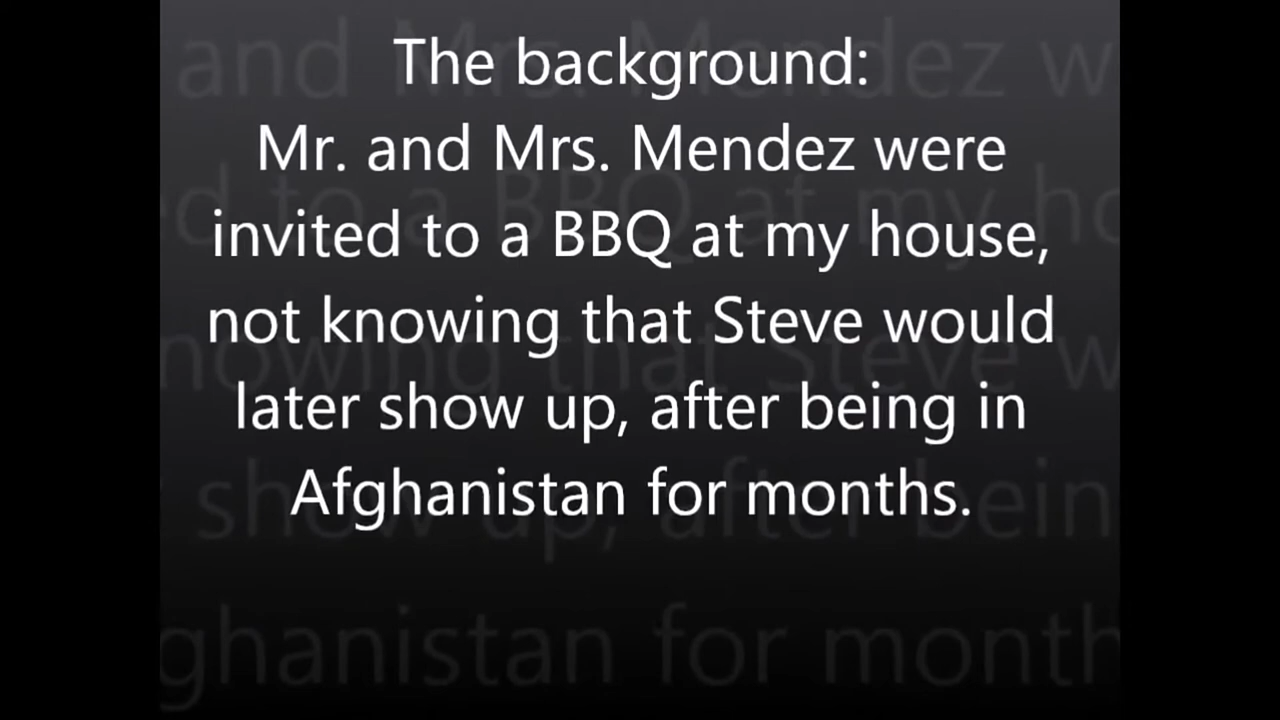 The background:
Mr. and Mrs. Mendez were
invited to a BBQ at my house,
not knowing that Steve would
later show up, after being in
Afghanistan for months.